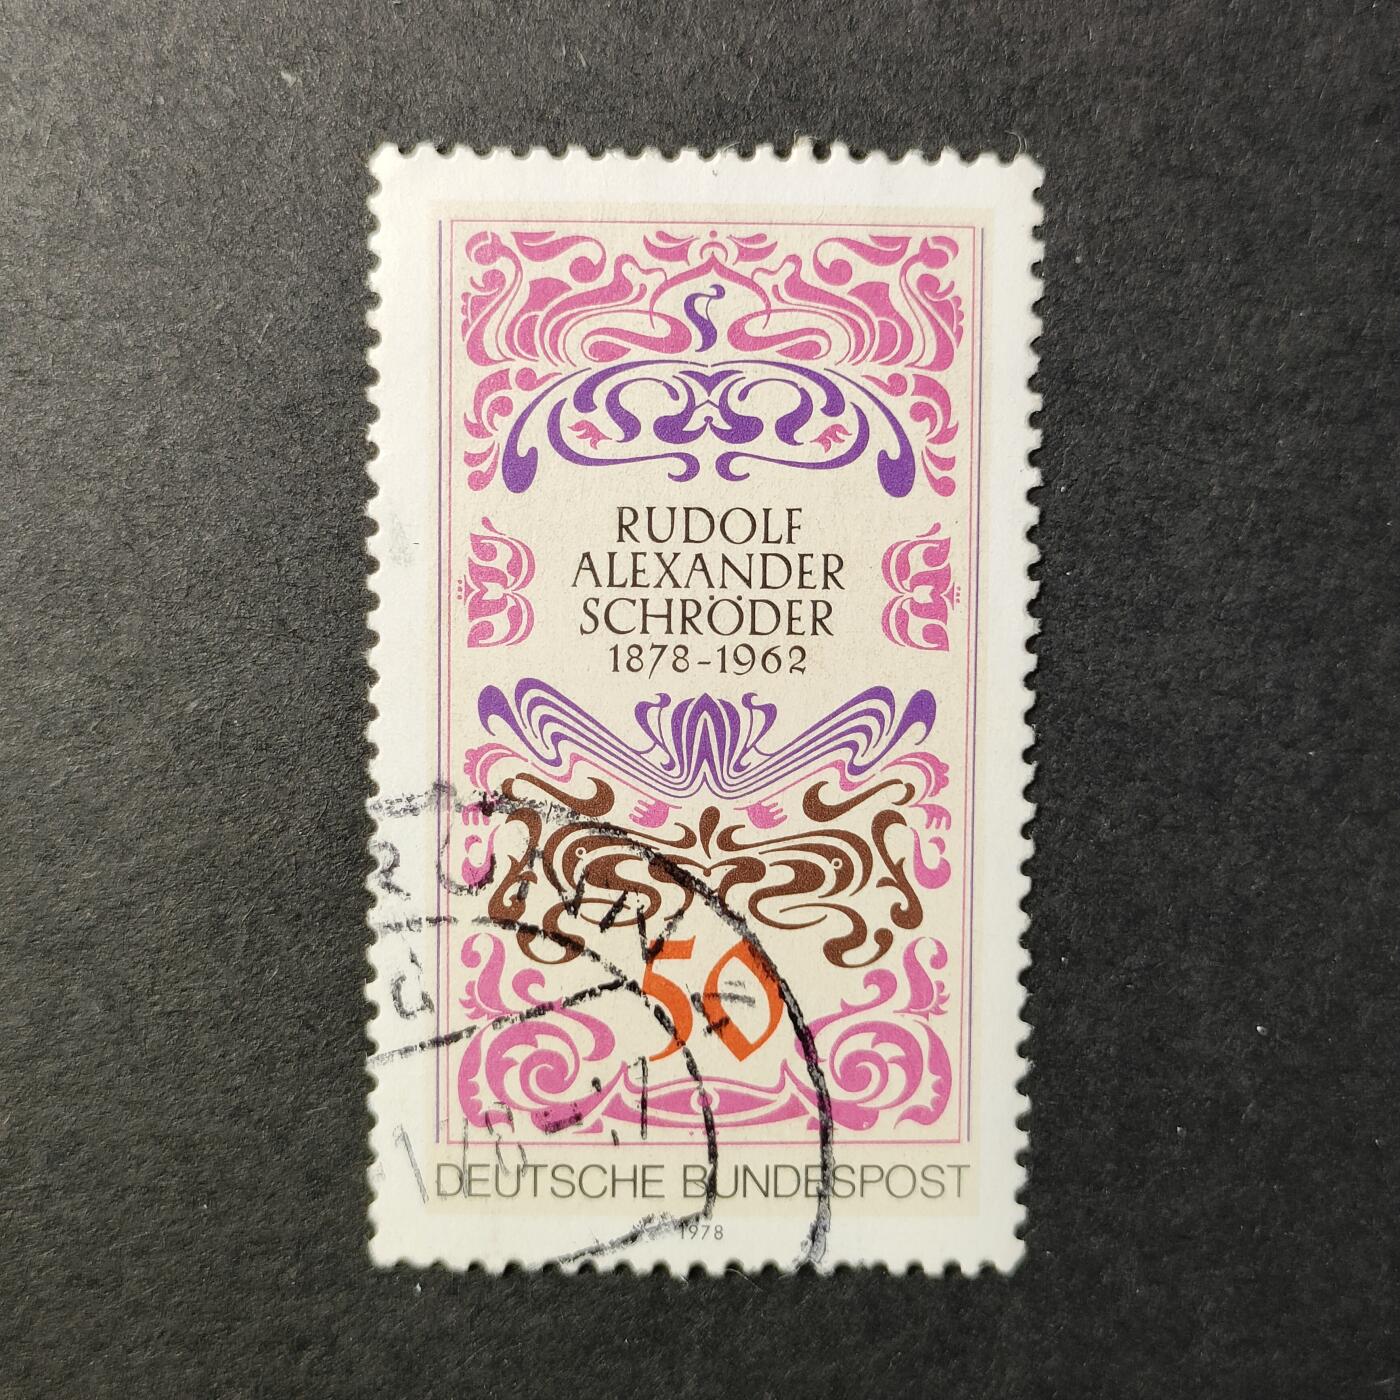 RUDOLF
ALEXANDER
SCHRÖDER
1878-1962
50
DEUTSCHE BUNDESPOST
1978